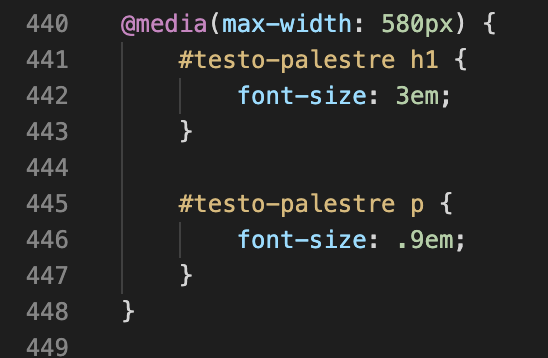 440 @media(max-width: 580px) {
441 #testo-palestre h1 {
442 font-size: 3em;
443 }
444
445 #testo-palestre p {
446 font-size: .9em;
447 }
448 }
449